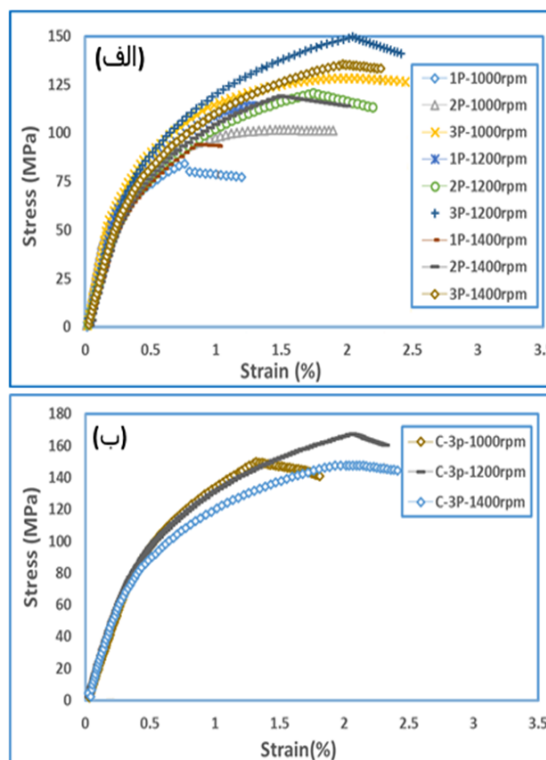 (الف)
150
125
100
75
50
25
0
Stress (MPa)
0
0.5
1
1.5
2
2.5
3
3.5
Strain (%)
1P-1000rpm
2P-1000rpm
3P-1000rpm
1P-1200rpm
2P-1200rpm
3P-1200rpm
1P-1400rpm
2P-1400rpm
3P-1400rpm
(ب)
180
160
140
120
100
80
60
40
20
0
Stress (MPa)
0
0.5
1
1.5
2
2.5
3
3.5
Strain(%)
C-3p-1000rpm
C-3p-1200rpm
C-3P-1400rpm